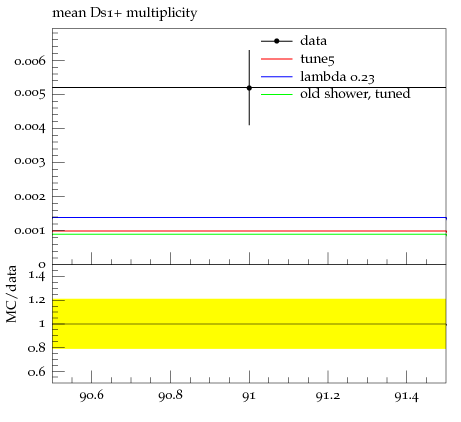 mean Ds1+ multiplicity
data
tune5
lambda 0.23
old shower, tuned
0.006
0.005
0.004
0.003
0.002
0.001
0
MC/data
1.4
1.2
1
0.8
0.6
90.6 90.8 91 91.2 91.4